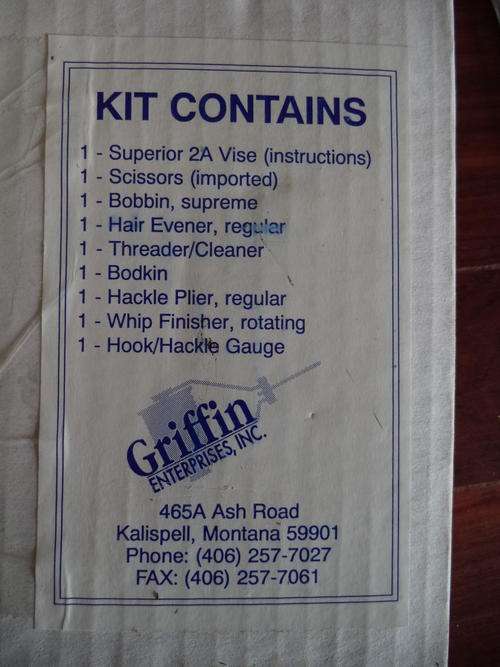 KIT CONTAINS
1 - Superior 2A Vise (instructions)
1 - Scissors (imported)
1 - Bobbin, supreme
1 - Hair Evener, regular
1 - Threader/Cleaner
1 - Bodkin
1 - Hackle Plier, regular
1 - Whip Finisher, rotating
1 - Hook/Hackle Gauge
Griffin
ENTERPRISES, INC.
465A Ash Road
Kalispell, Montana 59901
Phone: (406) 257-7027
FAX: (406) 257-7061